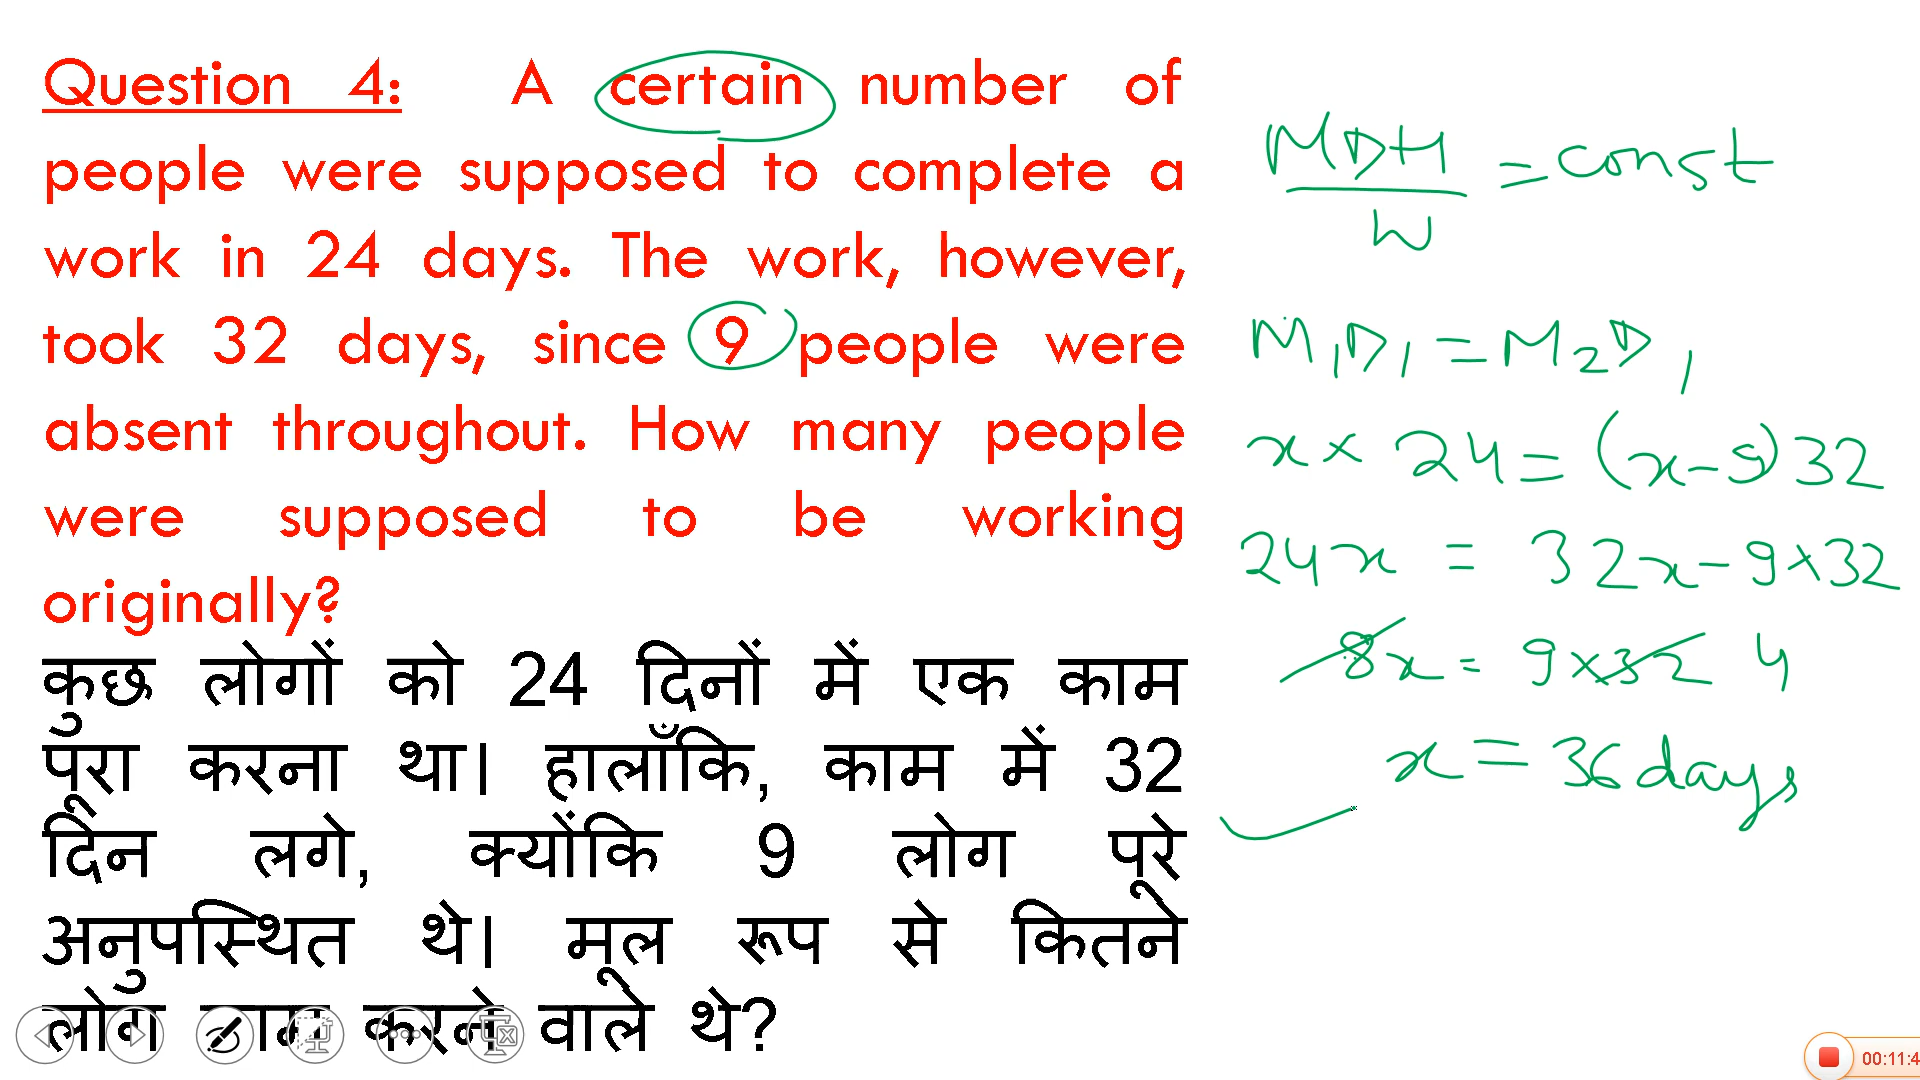 Question 4: A certain number of
people were supposed to complete a
work in 24 days. The work, however,
took 32 days, since 9 people were
absent throughout. How many people
were supposed to be working
originally?
कुछ लोगों को 24 दिनों में एक काम
पूरा करना था। हालाँकि, काम में 32
दिन लगे, क्योंकि 9 लोग पूरे
अनुपस्थित थे। मूल रूप से कितने
लोग काम करने वाले थे?
MDH
= const
W
M₁D₁ = M₂D₁
x × 24 = (x-9)32
24x = 32x - 9×32
8x = 9×32 4
x = 36 days
00:11:4